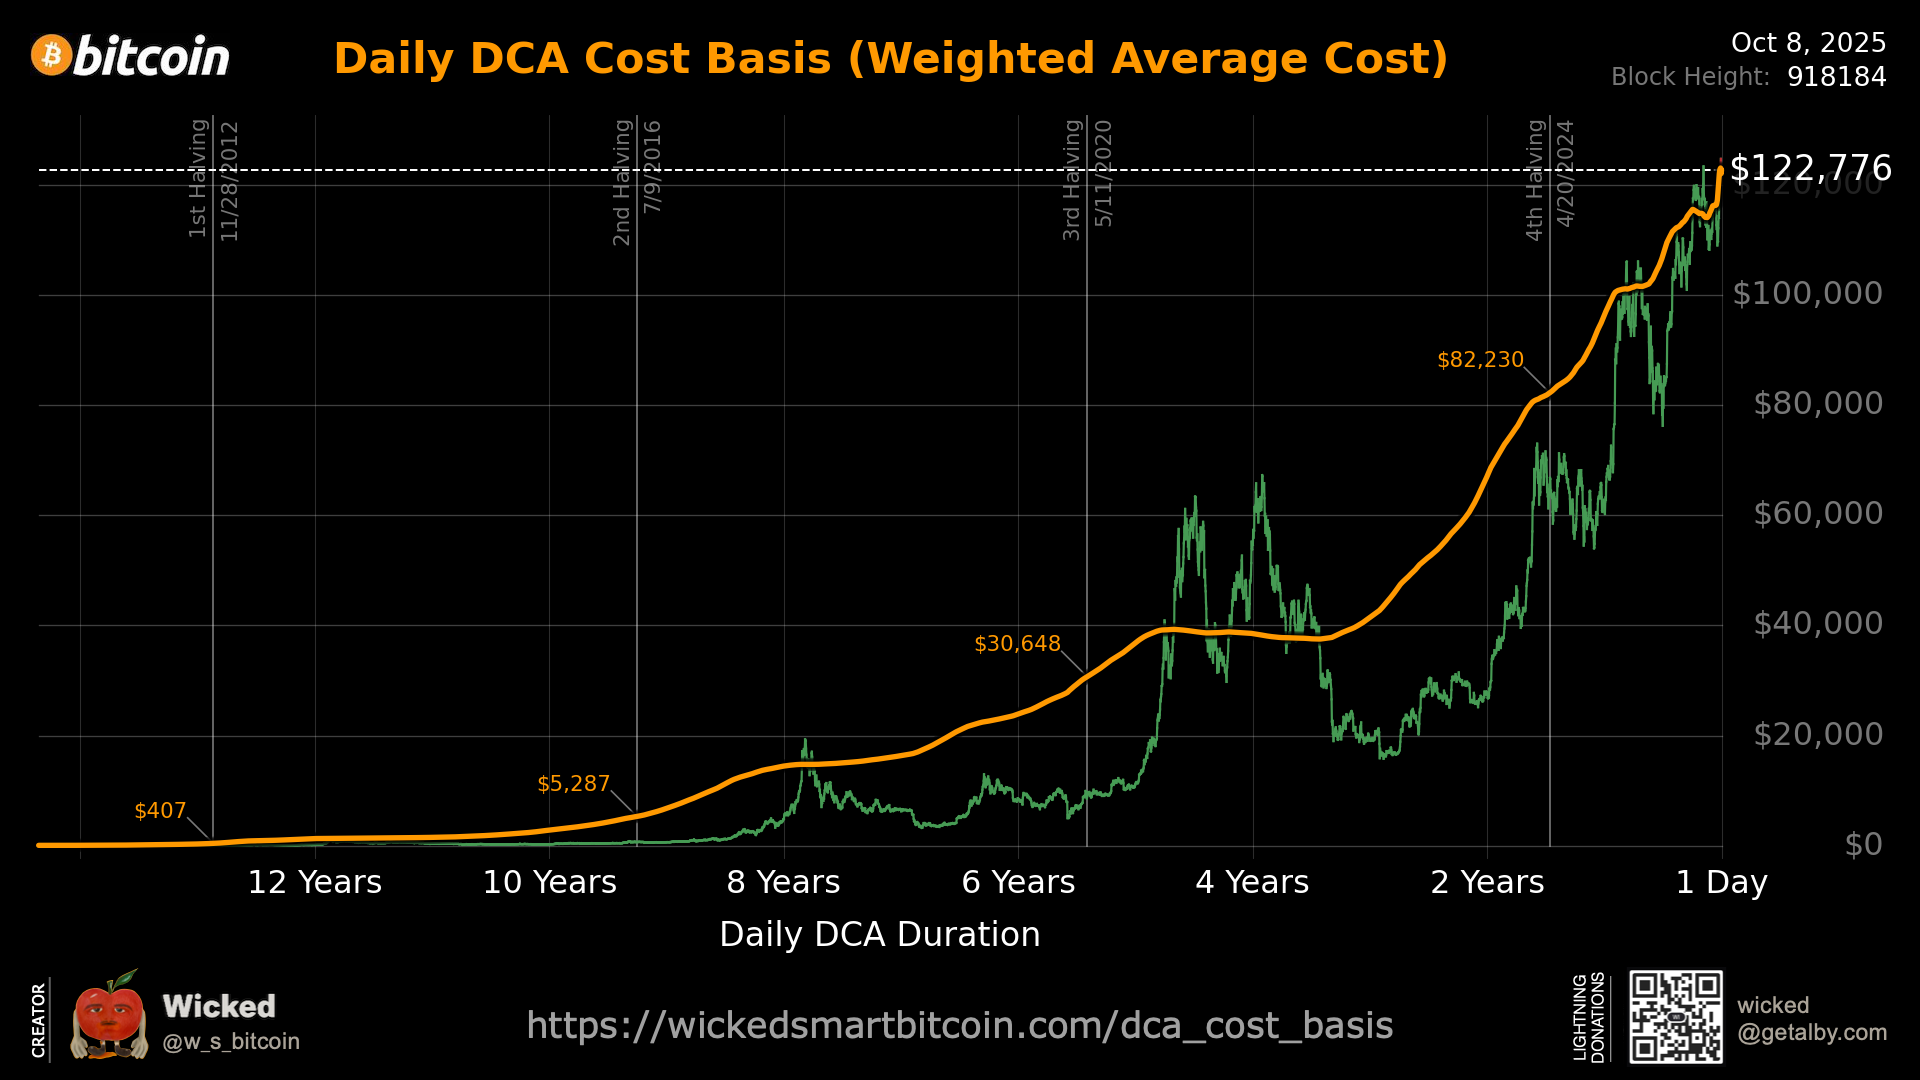 bitcoin
Daily DCA Cost Basis (Weighted Average Cost)
Oct 8, 2025
Block Height: 918184
1st Halving
11/28/2012
2nd Halving
7/9/2016
3rd Halving
5/11/2020
4th Halving
4/20/2024
$122,776
$120,000
$100,000
$80,000
$60,000
$40,000
$20,000
$0
$407
$5,287
$30,648
$82,230
12 Years
10 Years
8 Years
6 Years
4 Years
2 Years
1 Day
Daily DCA Duration
CREATOR
Wicked
@w_s_bitcoin
https://wickedsmartbitcoin.com/dca_cost_basis
LIGHTNING
DONATIONS
wicked
@getalby.com